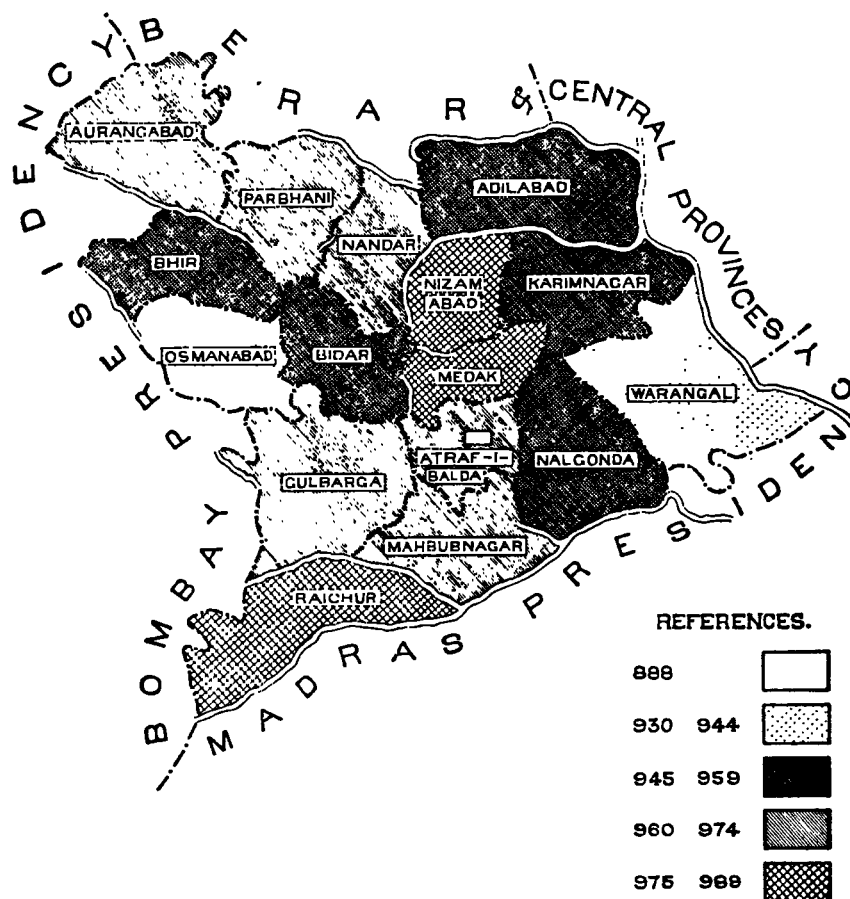 BOMBAY PRESIDENCY
BERAR & CENTRAL PROVINCES
MADRAS PRESIDENCY
AURANGABAD
PARBHANI
NANDAR
ADILABAD
BHIR
NIZAM
ABAD
KARIMNAGAR
OSMANABAD
BIDAR
MEDAK
WARANGAL
GULBARGA
ATRAF-I-
BALDA
NALGONDA
MAHBUBNAGAR
RAICHUR
REFERENCES.
888
930 944
945 959
960 974
975 989